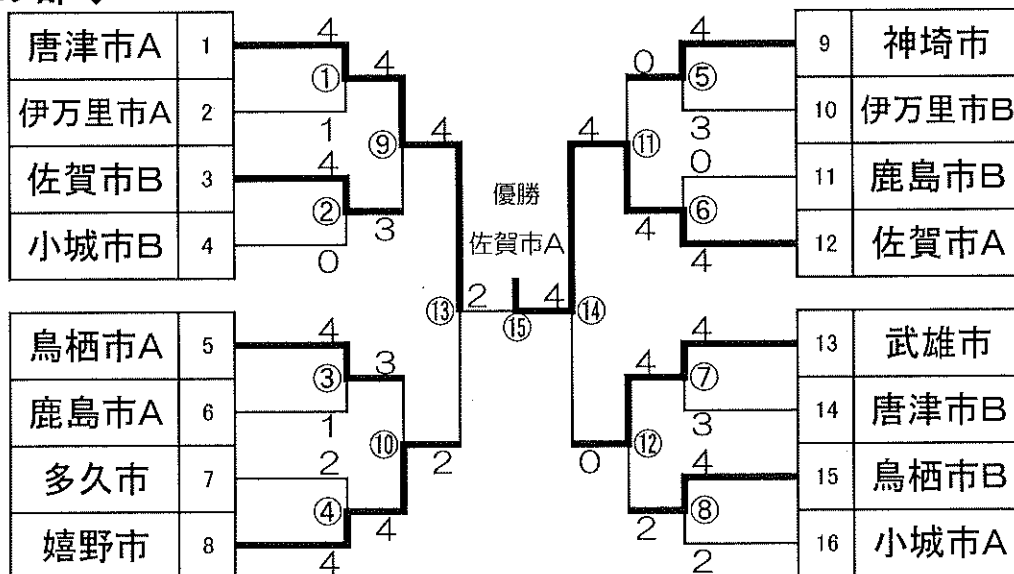 唐津市A 1 4
① 4
伊万里市A 2 1
⑨ 4
佐賀市B 3 4
② 3
小城市B 4 0
鳥栖市A 5 4
③ 3
鹿島市A 6 1
⑩ 2
多久市 7 2
④ 4
嬉野市 8 4
⑬ 2
優勝
佐賀市A
⑮
4 ⑭
4 9 神埼市
0 ⑤
3 10 伊万里市B
4 ⑪
0 11 鹿島市B
4 ⑥
4 12 佐賀市A
4 13 武雄市
4 ⑦
3 14 唐津市B
0 ⑫
4 15 鳥栖市B
2 ⑧
2 16 小城市A